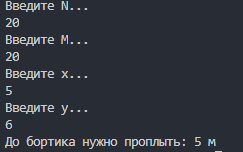 Введите N...
20
Введите M...
20
Введите x...
5
Введите y...
6
До бортика нужно проплыть: 5 м